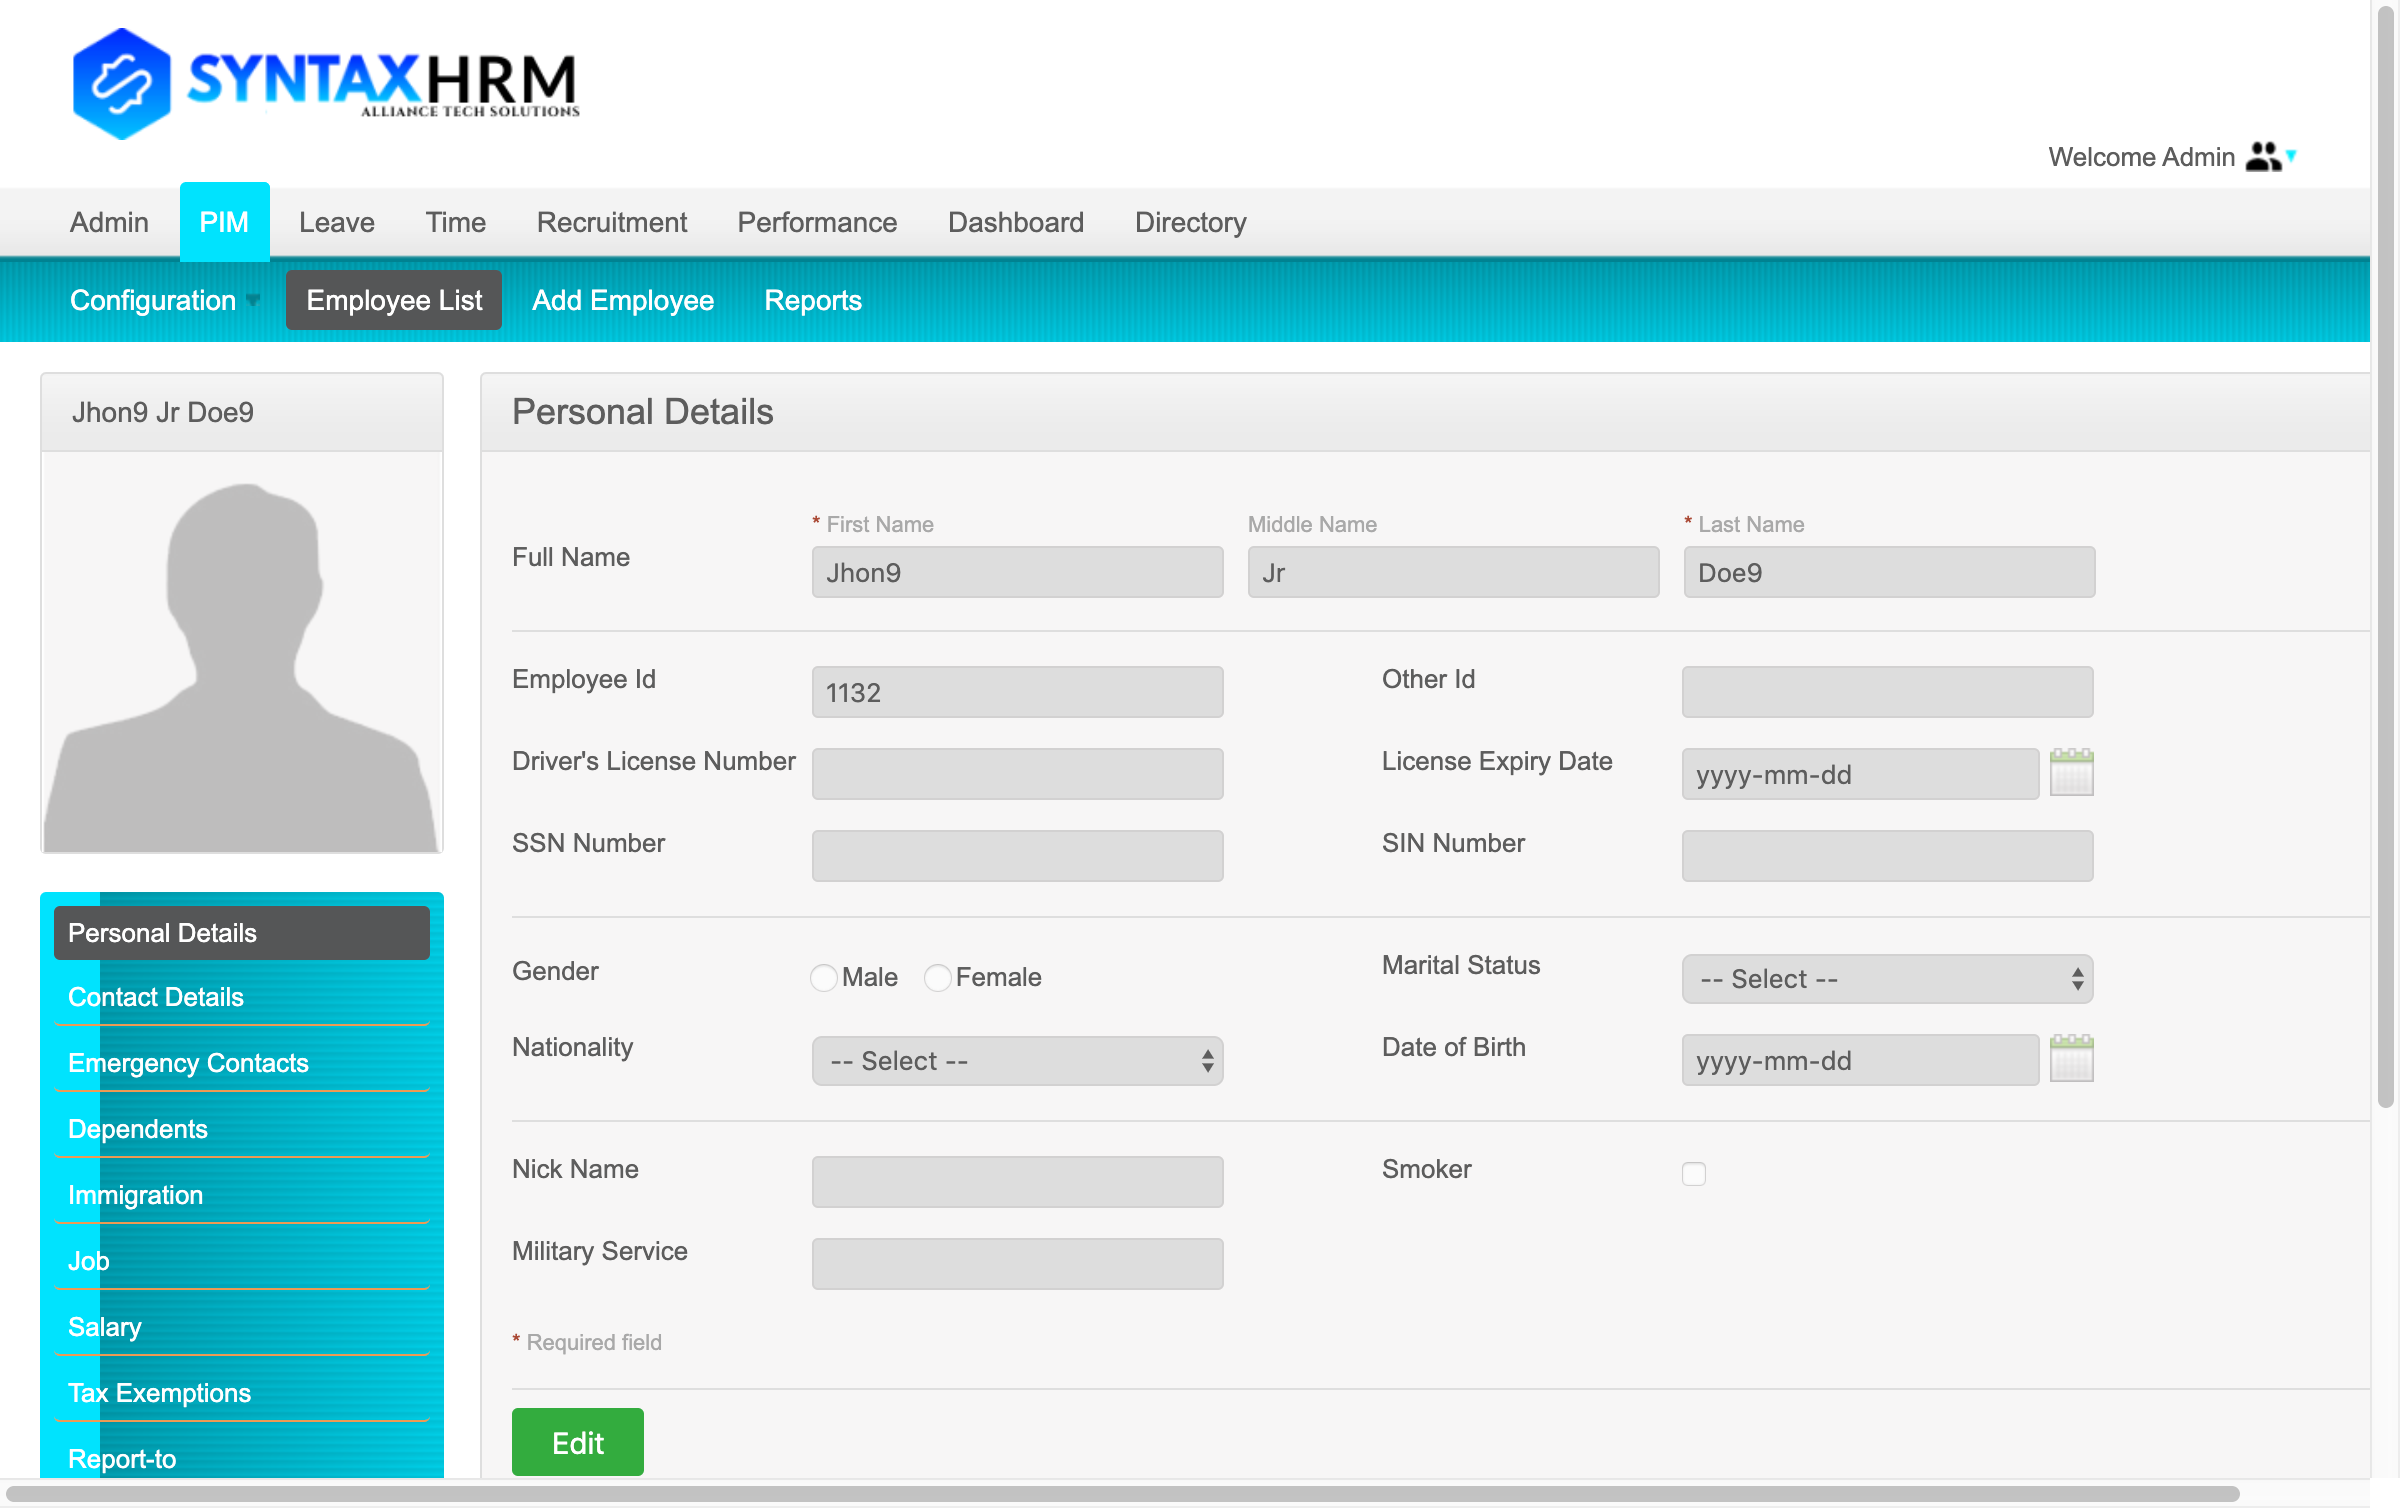 SYNTAXHRM
ALLIANCE TECH SOLUTIONS
Welcome Admin
Admin PIM Leave Time Recruitment Performance Dashboard Directory
Configuration Employee List Add Employee Reports
Jhon9 Jr Doe9
Personal Details
* First Name Middle Name * Last Name
Full Name Jhon9 Jr Doe9
Employee Id 1132 Other Id
Driver's License Number License Expiry Date yyyy-mm-dd
SSN Number SIN Number
Gender Male Female Marital Status -- Select --
Nationality -- Select -- Date of Birth yyyy-mm-dd
Nick Name Smoker
Military Service
* Required field
Edit
Personal Details
Contact Details
Emergency Contacts
Dependents
Immigration
Job
Salary
Tax Exemptions
Report-to